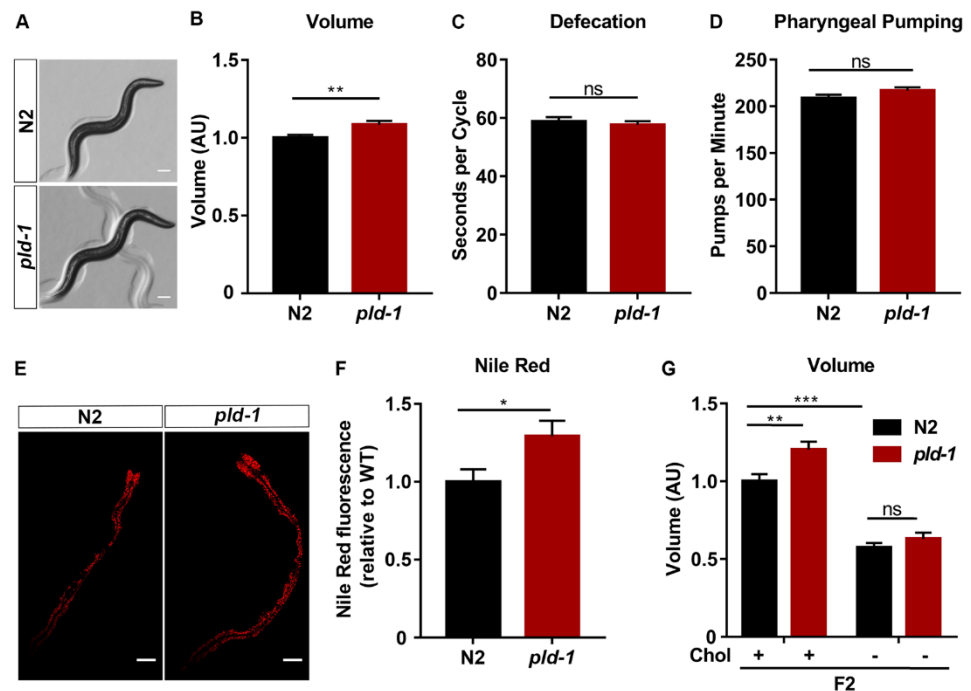 A
N2
pld-1
B
Volume
Volume (AU)
1.5
1.0
0.5
0
**
N2
pld-1
C
Defecation
Seconds per Cycle
80
60
40
20
0
ns
N2
pld-1
D
Pharyngeal Pumping
Pumps per Minute
250
200
150
100
50
0
ns
N2
pld-1
E
N2
pld-1
F
Nile Red
Nile Red fluorescence
(relative to WT)
1.5
1.0
0.5
0
*
N2
pld-1
G
Volume
Volume (AU)
1.5
1.0
0.5
0
***
**
ns
N2
pld-1
Chol + + - -
F2